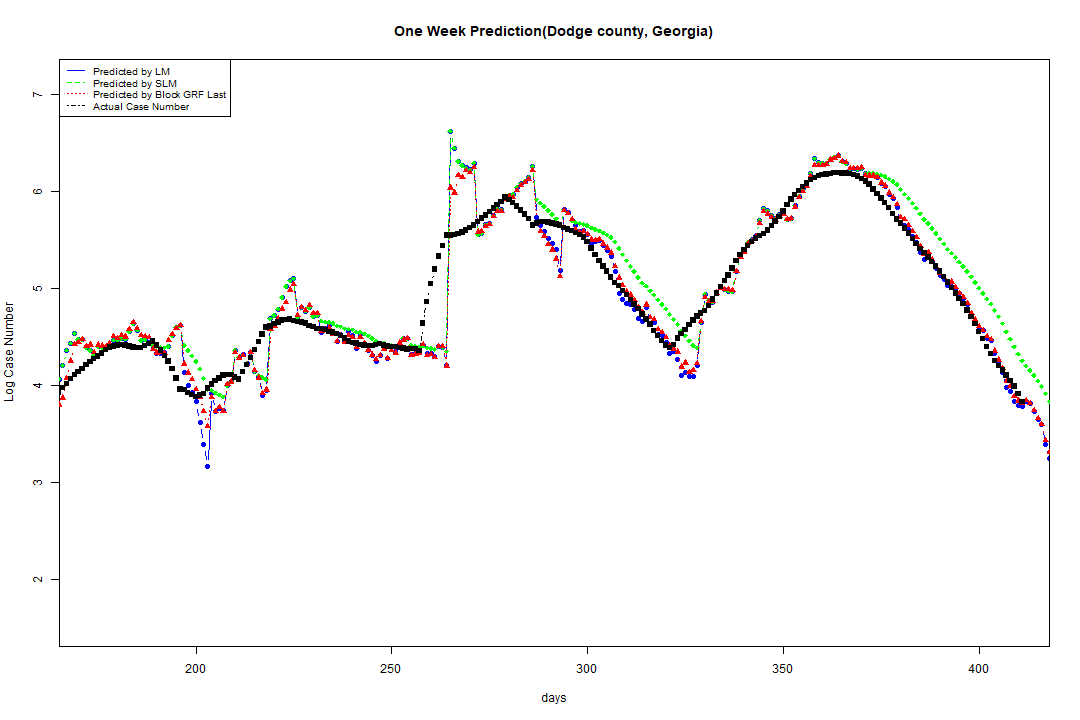 One Week Prediction(Dodge county, Georgia)
Predicted by LM
Predicted by SLM
Predicted by Block GRF Last
Actual Case Number
7
6
5
4
3
2
Log Case Number
200 250 300 350 400
days